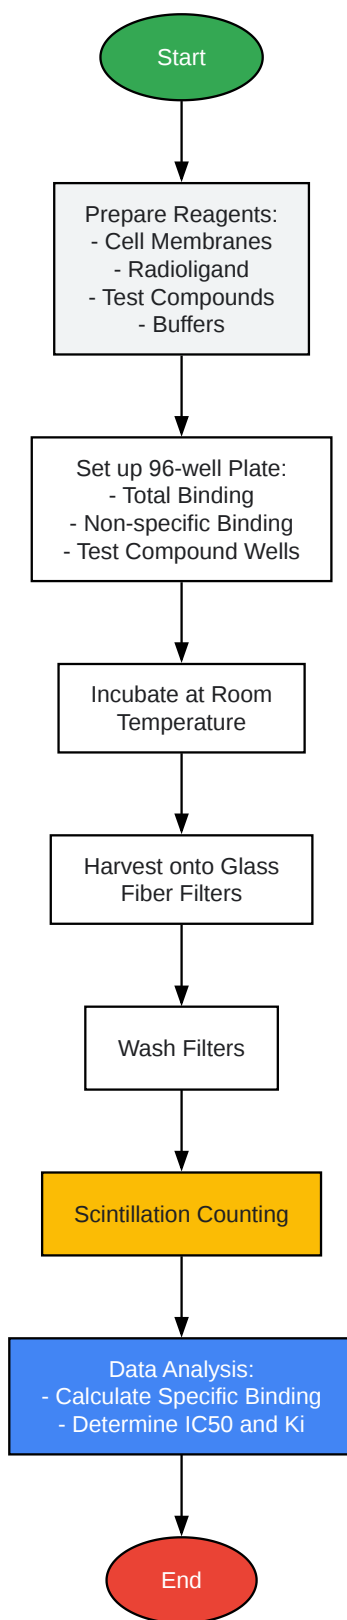 Start
Prepare Reagents:
- Cell Membranes
- Radioligand
- Test Compounds
- Buffers
Set up 96-well Plate:
- Total Binding
- Non-specific Binding
- Test Compound Wells
Incubate at Room
Temperature
Harvest onto Glass
Fiber Filters
Wash Filters
Scintillation Counting
Data Analysis:
- Calculate Specific Binding
- Determine IC50 and Ki
End